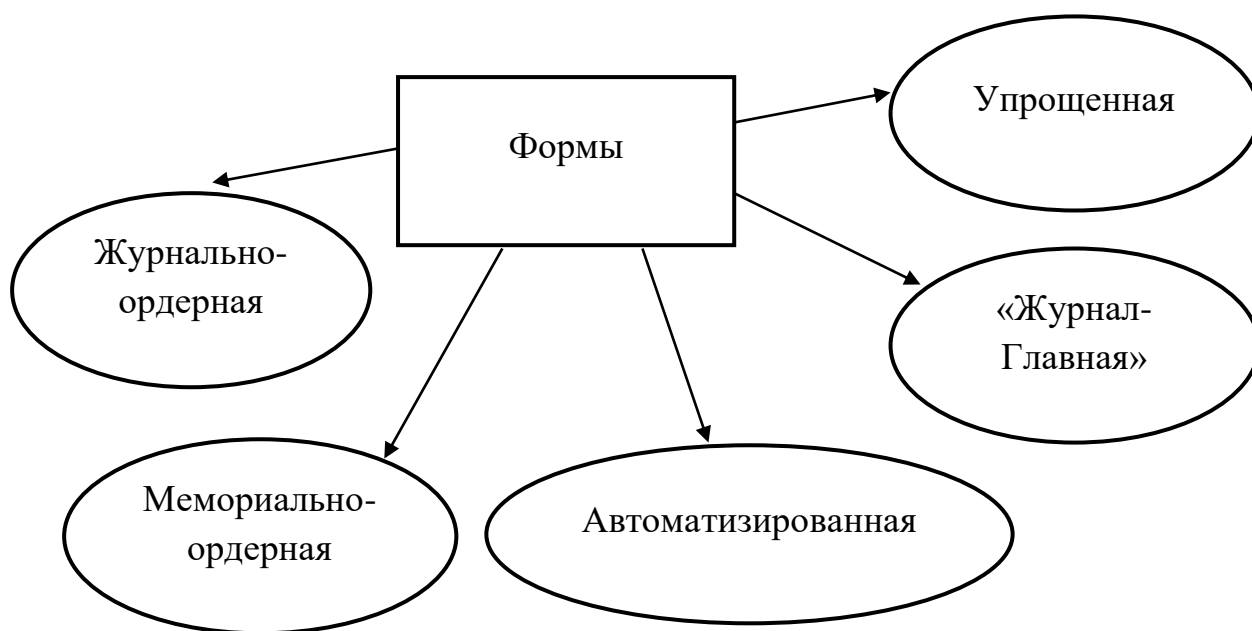 Упрощенная
Формы
Журнально-
ордерная
«Журнал-
Главная»
Мемориально-
ордерная
Автоматизированная